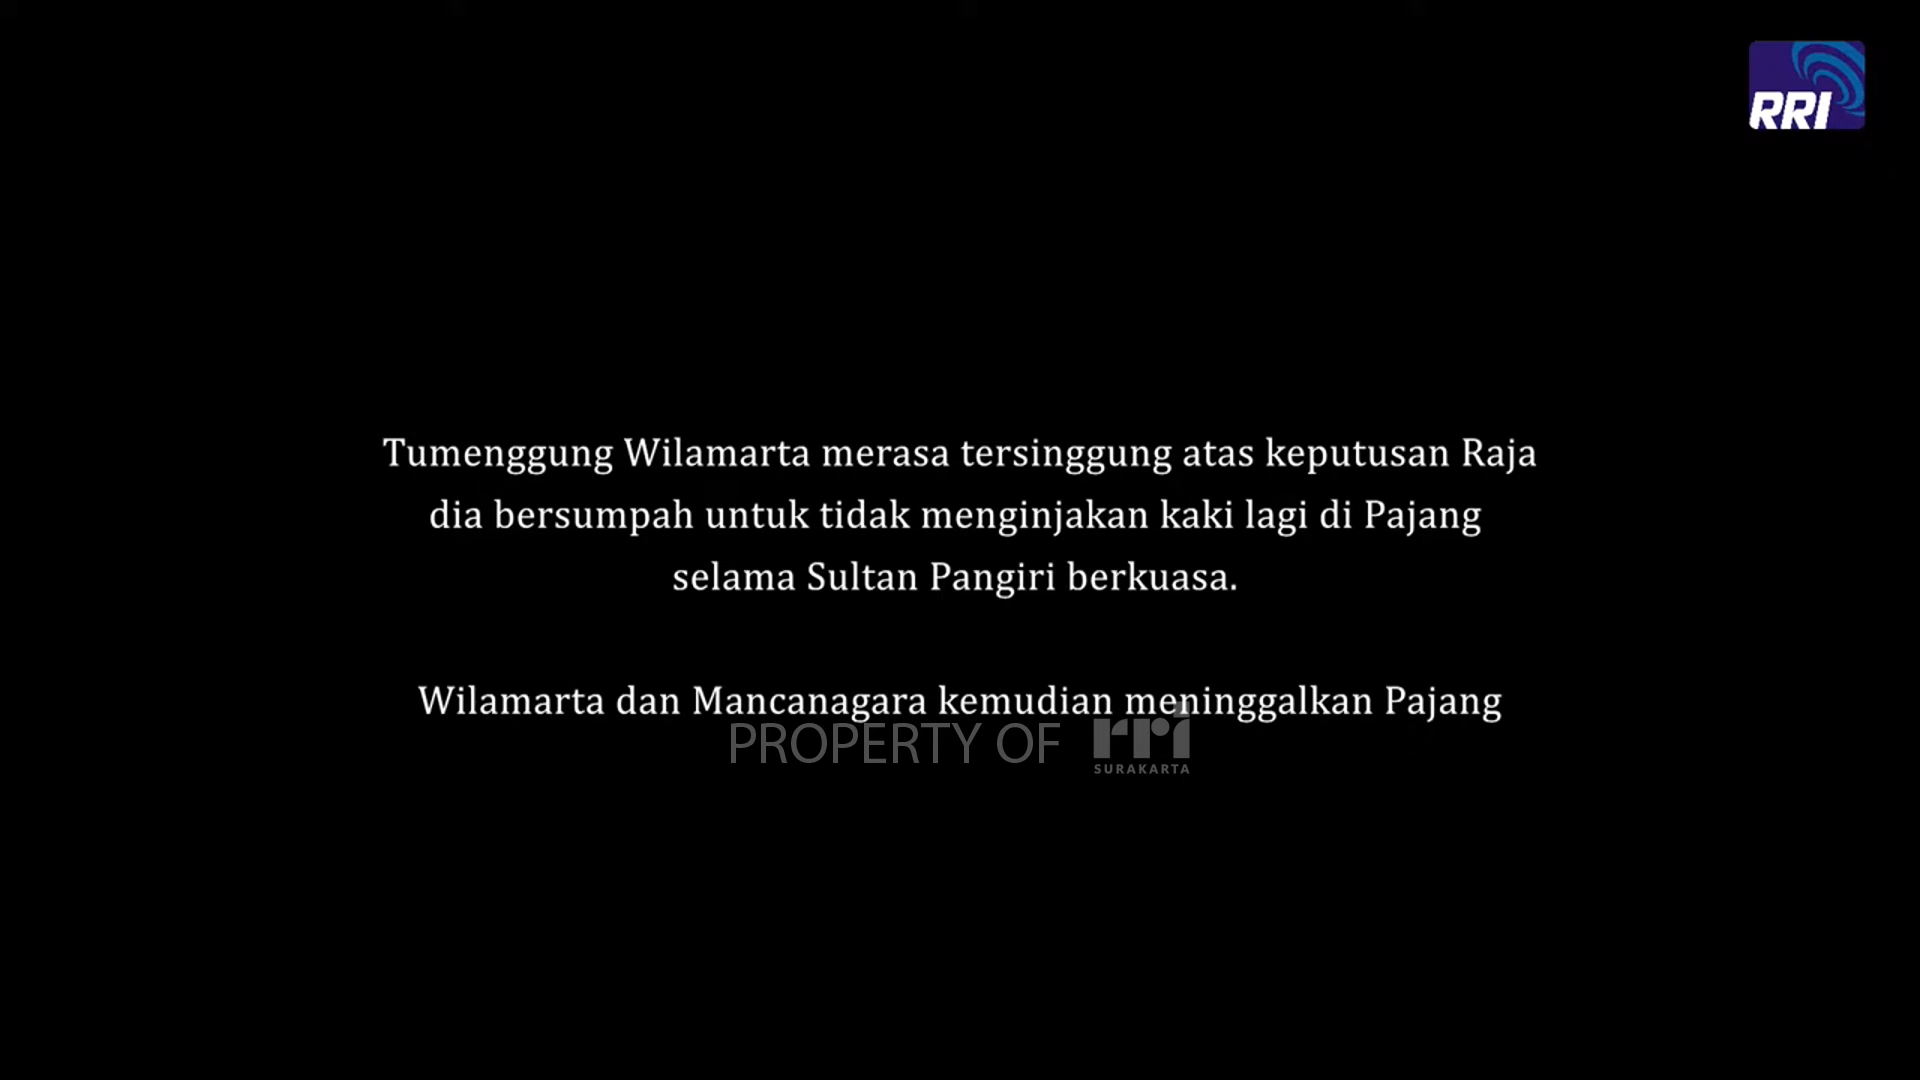 RRI
Tumenggung Wilamarta merasa tersinggung atas keputusan Raja
dia bersumpah untuk tidak menginjakan kaki lagi di Pajang
selama Sultan Pangiri berkuasa.
Wilamarta dan Mancanagara kemudian meninggalkan Pajang
PROPERTY OF rri
SURAKARTA